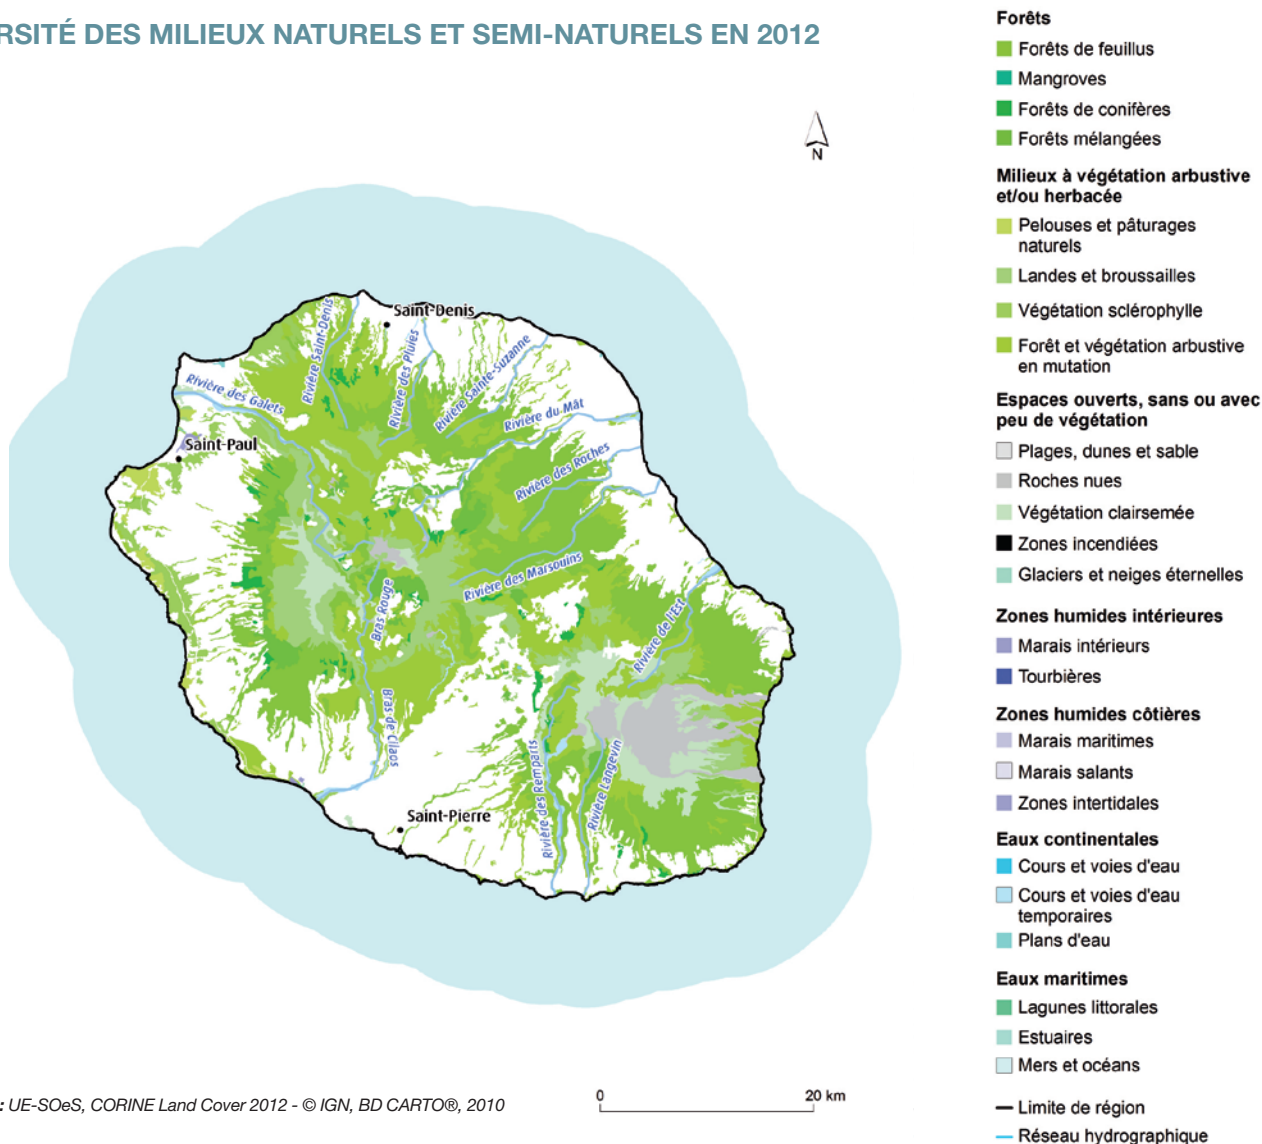 RSITÉ DES MILIEUX NATURELS ET SEMI-NATURELS EN 2012
N
Saint-Denis
Rivière Saint-Denis
Rivière des Pluies
Rivière Sainte-Suzanne
Rivière des Galets
Rivière du Mât
Saint-Paul
Rivière des Roches
Rivière des Marsouins
Bras Rouge
Rivière de l'Est
Bras de Cilaos
Rivière des Remparts
Rivière Langevin
Saint-Pierre
: UE-SOeS, CORINE Land Cover 2012 - © IGN, BD CARTO®, 2010
0 20 km
Forêts
Forêts de feuillus
Mangroves
Forêts de conifères
Forêts mélangées
Milieux à végétation arbustive
et/ou herbacée
Pelouses et pâturages
naturels
Landes et broussailles
Végétation sclérophylle
Forêt et végétation arbustive
en mutation
Espaces ouverts, sans ou avec
peu de végétation
Plages, dunes et sable
Roches nues
Végétation clairsemée
Zones incendiées
Glaciers et neiges éternelles
Zones humides intérieures
Marais intérieurs
Tourbières
Zones humides côtières
Marais maritimes
Marais salants
Zones intertidales
Eaux continentales
Cours et voies d'eau
Cours et voies d'eau
temporaires
Plans d'eau
Eaux maritimes
Lagunes littorales
Estuaires
Mers et océans
Limite de région
Réseau hydrographique